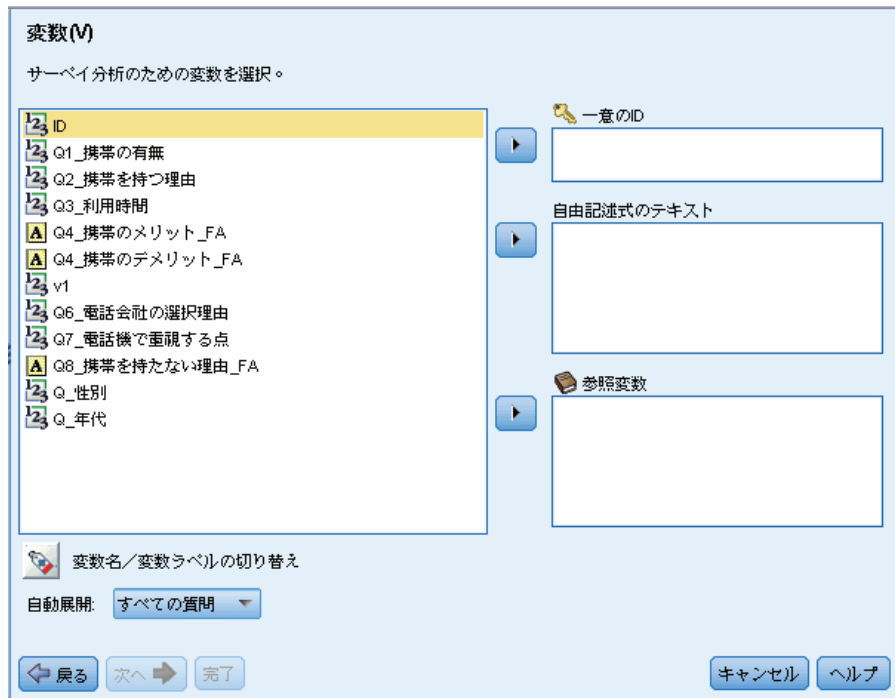 変数(V)
サーベイ分析のための変数を選択。
ID
Q1_携帯の有無
Q2_携帯を持つ理由
Q3_利用時間
Q4_携帯のメリット_FA
Q4_携帯のデメリット_FA
v1
Q6_電話会社の選択理由
Q7_電話機で重視する点
Q8_携帯を持たない理由_FA
Q_性別
Q_年代
一意のID
自由記述式のテキスト
参照変数
変数名／変数ラベルの切り替え
自動展開: すべての質問
戻る 次へ 完了 キャンセル ヘルプ